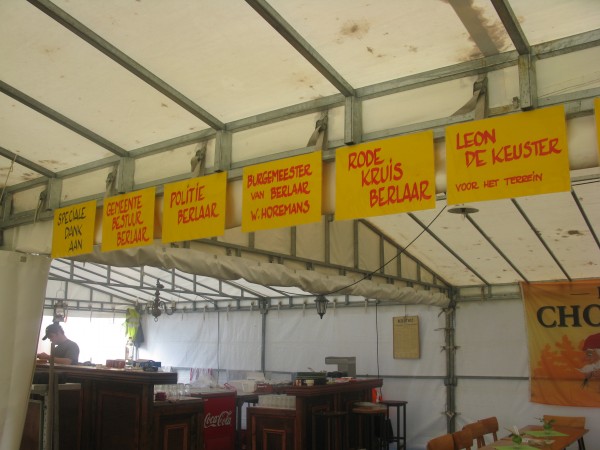 SPECIALE
DANK
AAN
GEMEENTE
BESTUUR
BERLAAR
POLITIE
BERLAAR
BURGEMEESTER
VAN BERLAAR
W. HOREMANS
RODE
KRUIS
BERLAAR
LEON
DE KEUSTER
VOOR HET TERREIN
CHO
Coca-Cola